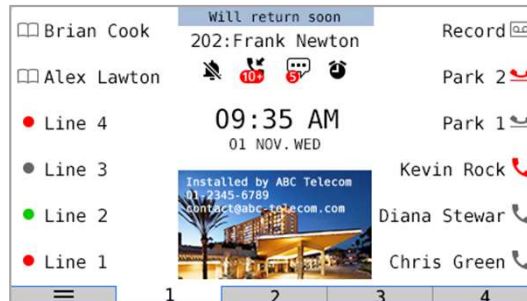 Will return soon
202:Frank Newton
10+
5
09:35 AM
01 NOV. WED
Installed by ABC Telecom
01-2345-6789
contact@abc-telecom.com
Brian Cook
Alex Lawton
Line 4
Line 3
Line 2
Line 1
Record
Park 2
Park 1
Kevin Rock
Diana Stewar
Chris Green
1
2
3
4